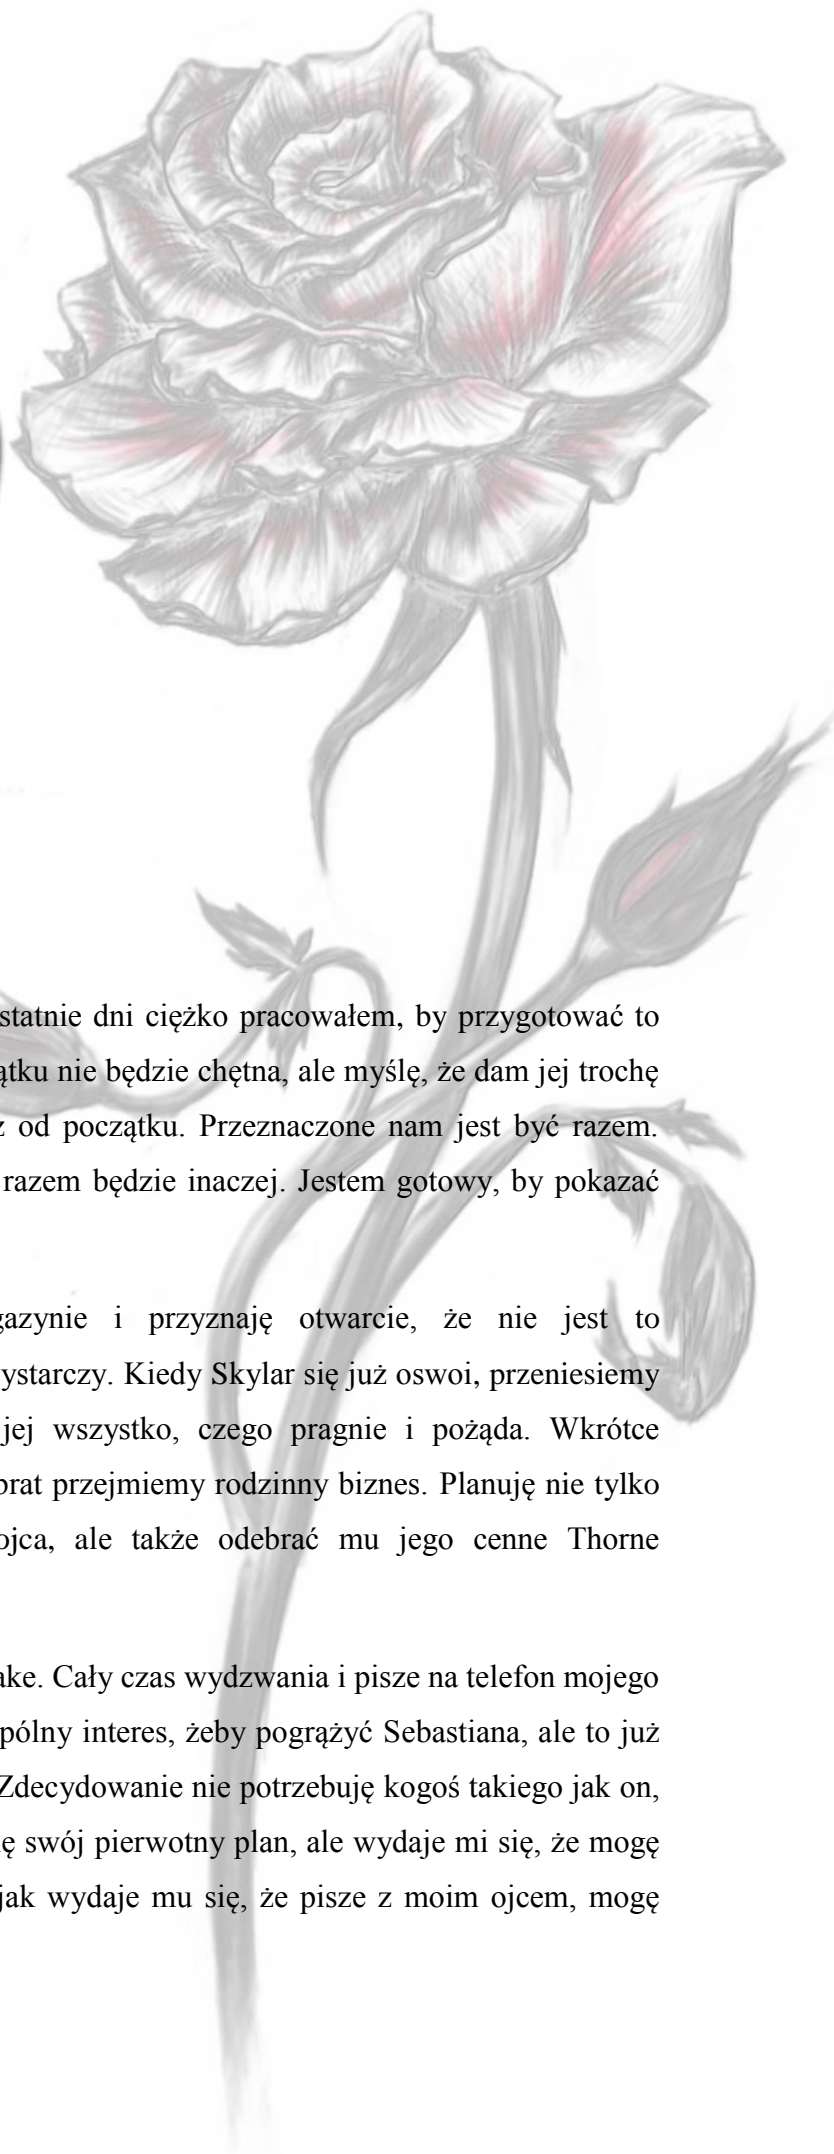 statnie dni ciężko pracowałem, by przygotować to
ątku nie będzie chętna, ale myślę, że dam jej trochę
z od początku. Przeznaczone nam jest być razem.
razem będzie inaczej. Jestem gotowy, by pokazać
gazynie i przyznaję otwarcie, że nie jest to
ystarczy. Kiedy Skylar się już oswoi, przeniesiemy
jej wszystko, czego pragnie i pożąda. Wkrótce
brat przejmiemy rodzinny biznes. Planuję nie tylko
ojca, ale także odebrać mu jego cenne Thorne
ake. Cały czas wydzwania i pisze na telefon mojego
pólny interes, żeby pogrążyć Sebastiana, ale to już
Zdecydowanie nie potrzebuję kogoś takiego jak on,
ę swój pierwotny plan, ale wydaje mi się, że mogę
jak wydaje mu się, że pisze z moim ojcem, mogę